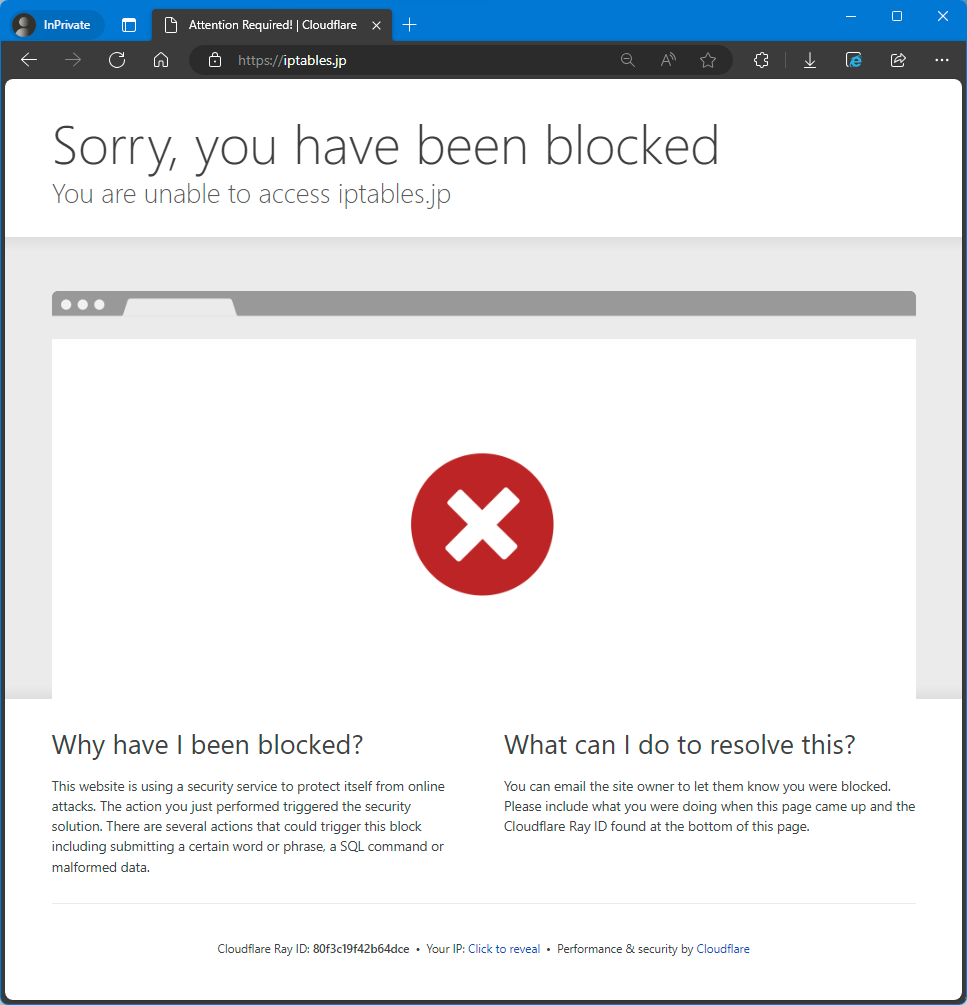 InPrivate
Attention Required! | Cloudflare
https://iptables.jp
Sorry, you have been blocked
You are unable to access iptables.jp
Why have I been blocked?
This website is using a security service to protect itself from online
attacks. The action you just performed triggered the security
solution. There are several actions that could trigger this block
including submitting a certain word or phrase, a SQL command or
malformed data.
What can I do to resolve this?
You can email the site owner to let them know you were blocked.
Please include what you were doing when this page came up and the
Cloudflare Ray ID found at the bottom of this page.
Cloudflare Ray ID: 80f3c19f42b64dce • Your IP: Click to reveal • Performance & security by Cloudflare